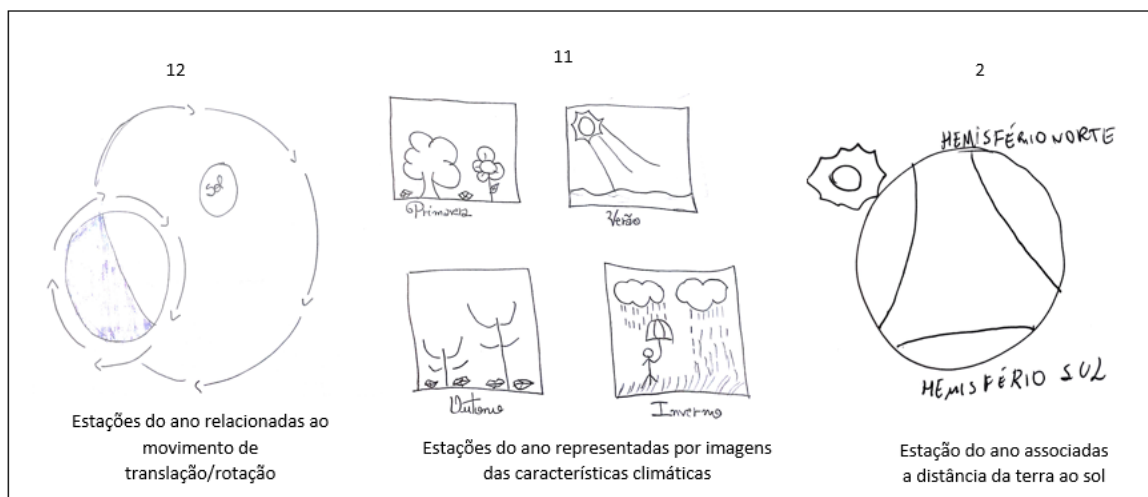 12
11
2
Sol
Primavera
Verão
Outono
Inverno
HEMISFÉRIO NORTE
HEMISFÉRIO SUL
Estações do ano relacionadas ao
movimento de
translação/rotação
Estações do ano representadas por imagens
das características climáticas
Estação do ano associadas
a distância da terra ao sol